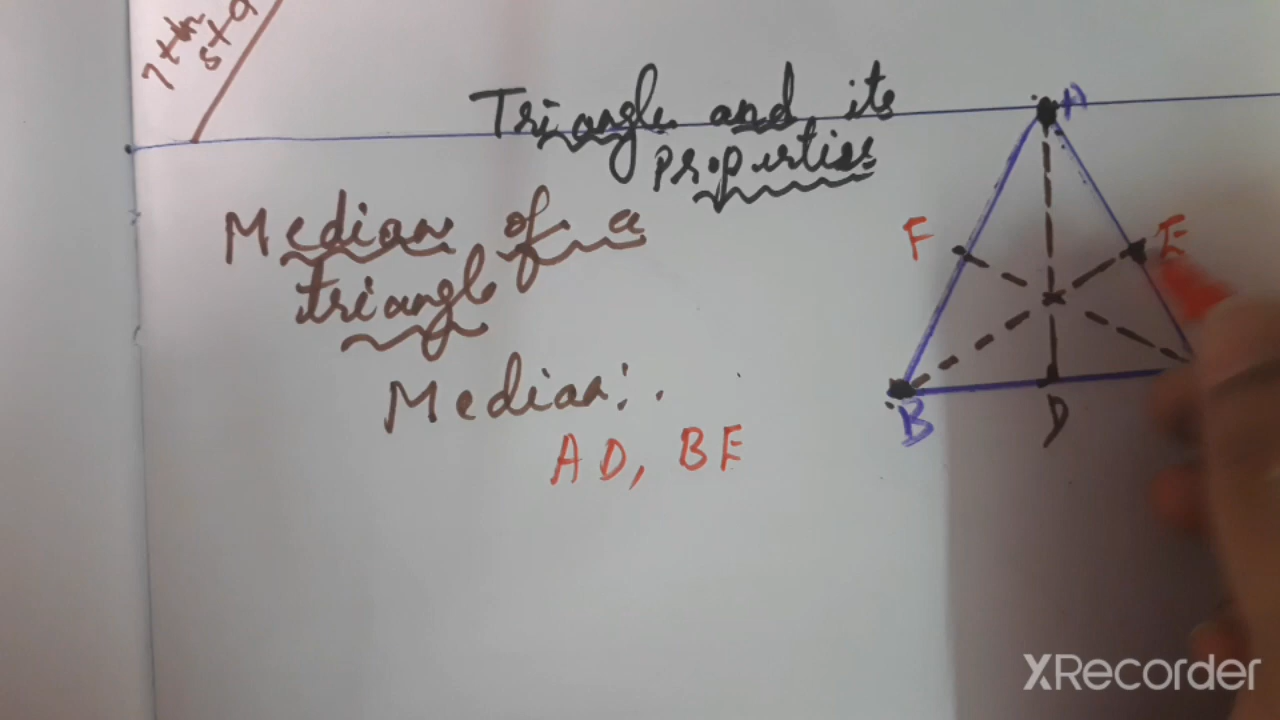 7th
std
Triangle and its
properties
Median of a
triangle
Median :.
AD, BE
A
F
E
B
D
XRecorder